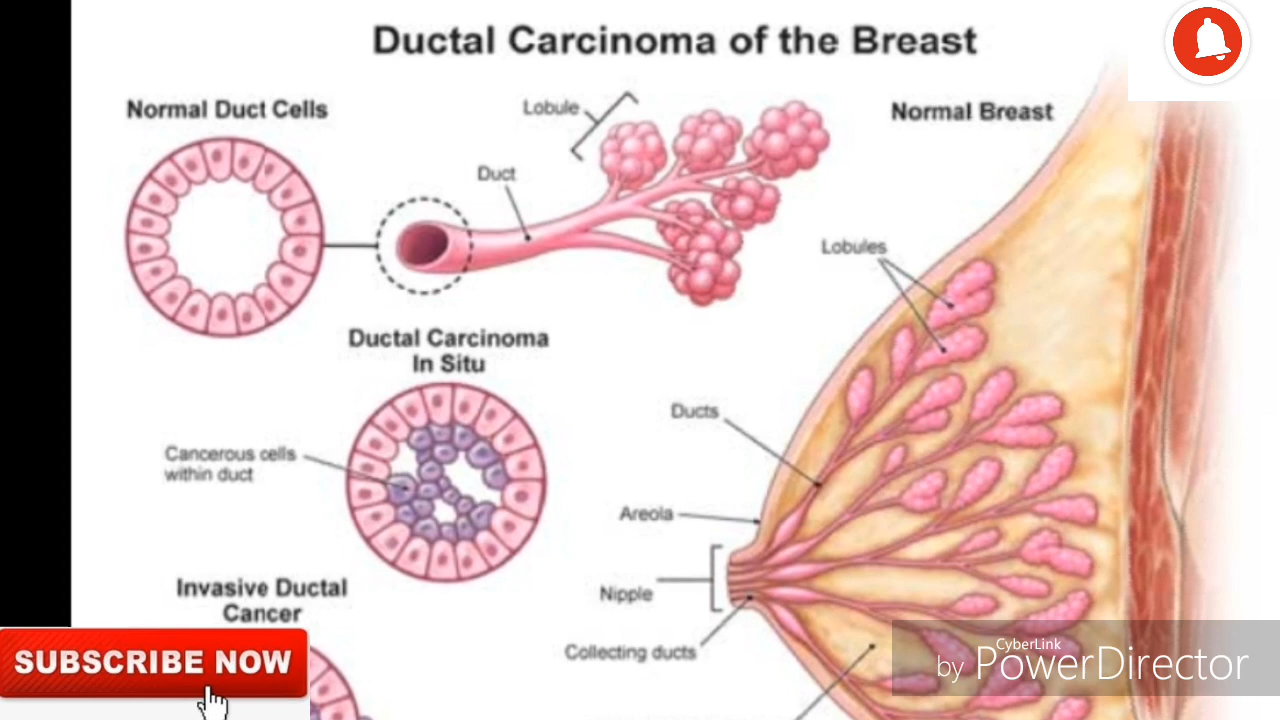 Ductal Carcinoma of the Breast
Normal Duct Cells
Lobule
Duct
Normal Breast
Lobules
Ductal Carcinoma
In Situ
Cancerous cells
within duct
Ducts
Areola
Nipple
Collecting ducts
Invasive Ductal
Cancer
SUBSCRIBE NOW
CyberLink
by PowerDirector